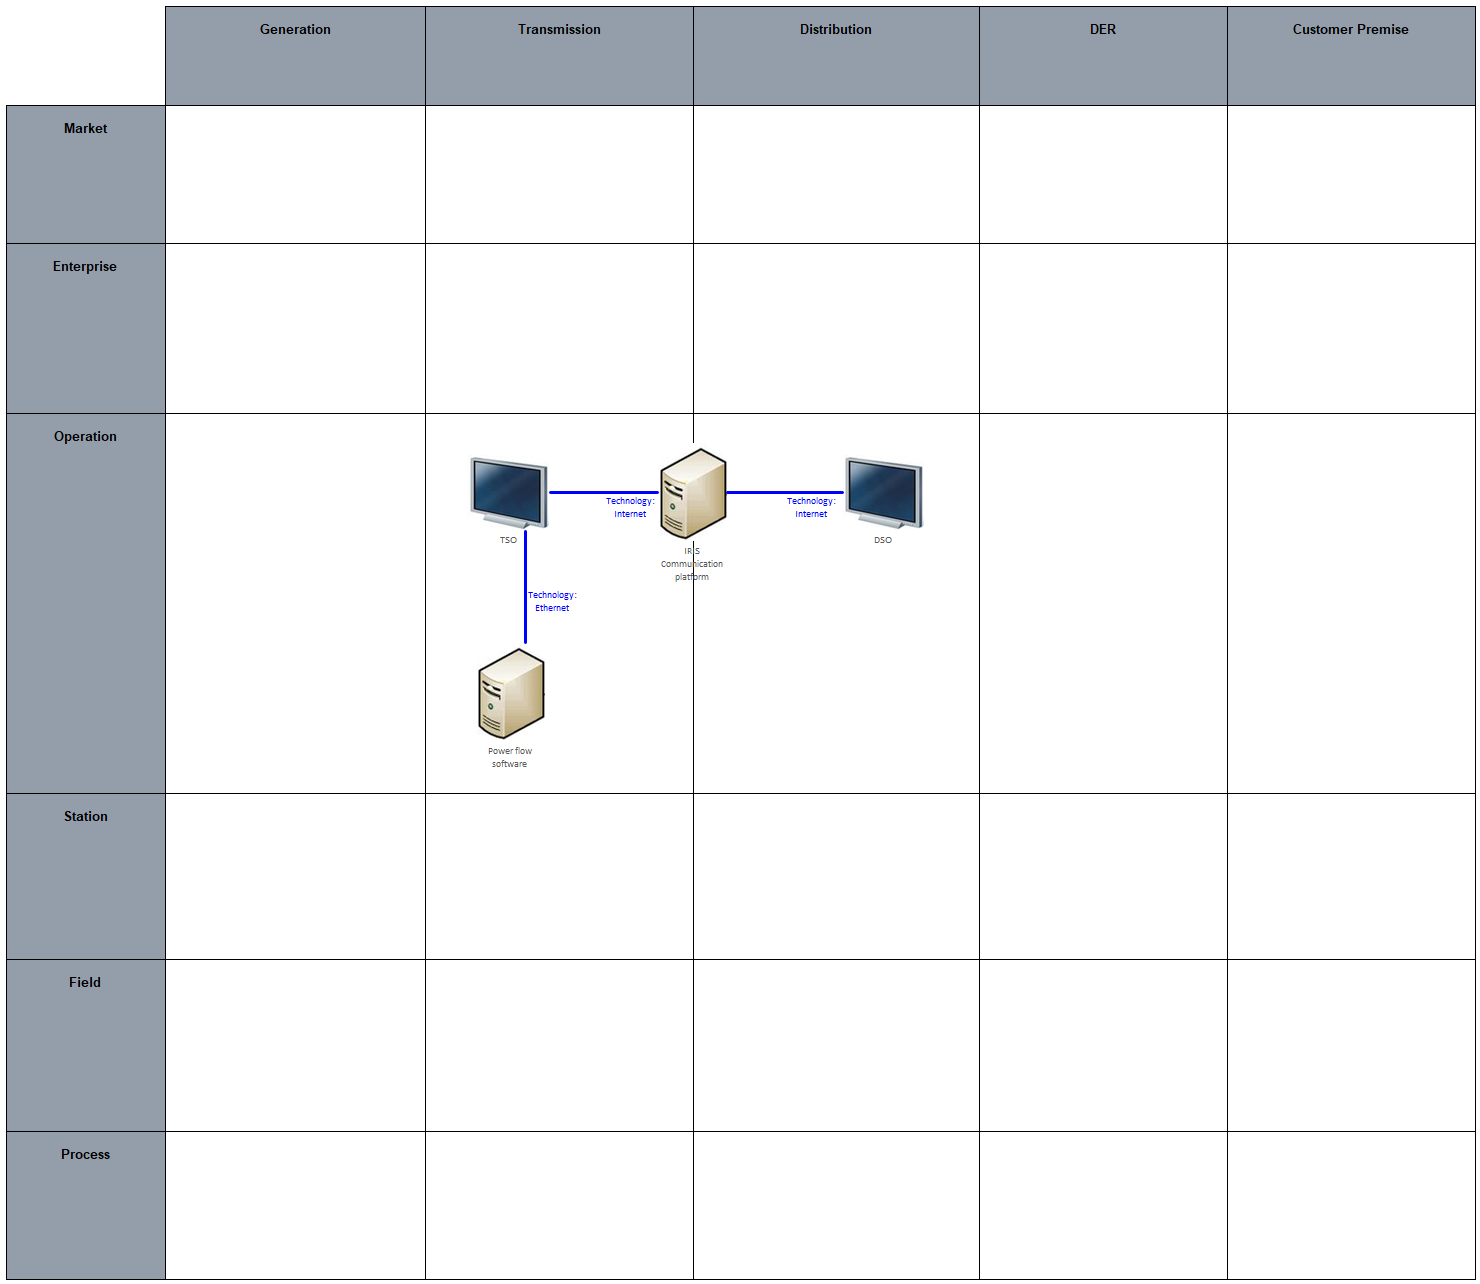 Generation
Transmission
Distribution
DER
Customer Premise
Market
Enterprise
Operation
Technology:
Internet
Technology:
Internet
TSO
IRIS
Communication
platform
DSO
Technology:
Ethernet
Power flow
software
Station
Field
Process